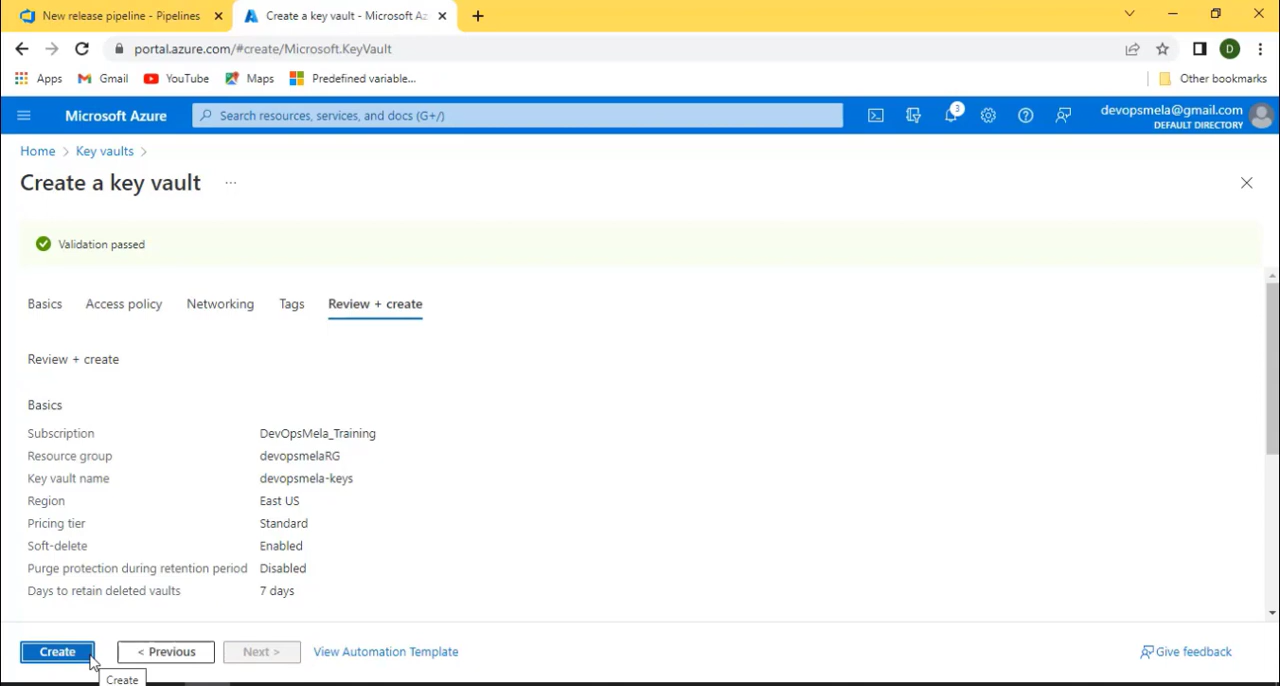 New release pipeline - Pipelines
Create a key vault - Microsoft Az
portal.azure.com/#create/Microsoft.KeyVault
D
Apps Gmail YouTube Maps Predefined variable... Other bookmarks
Microsoft Azure
Search resources, services, and docs (G+/)
3
devopsmela@gmail.com
DEFAULT DIRECTORY
Home > Key vaults >
Create a key vault ...
Validation passed
Basics Access policy Networking Tags Review + create
Review + create
Basics
Subscription DevOpsMela_Training
Resource group devopsmelaRG
Key vault name devopsmela-keys
Region East US
Pricing tier Standard
Soft-delete Enabled
Purge protection during retention period Disabled
Days to retain deleted vaults 7 days
Create < Previous Next > View Automation Template Give feedback
Create